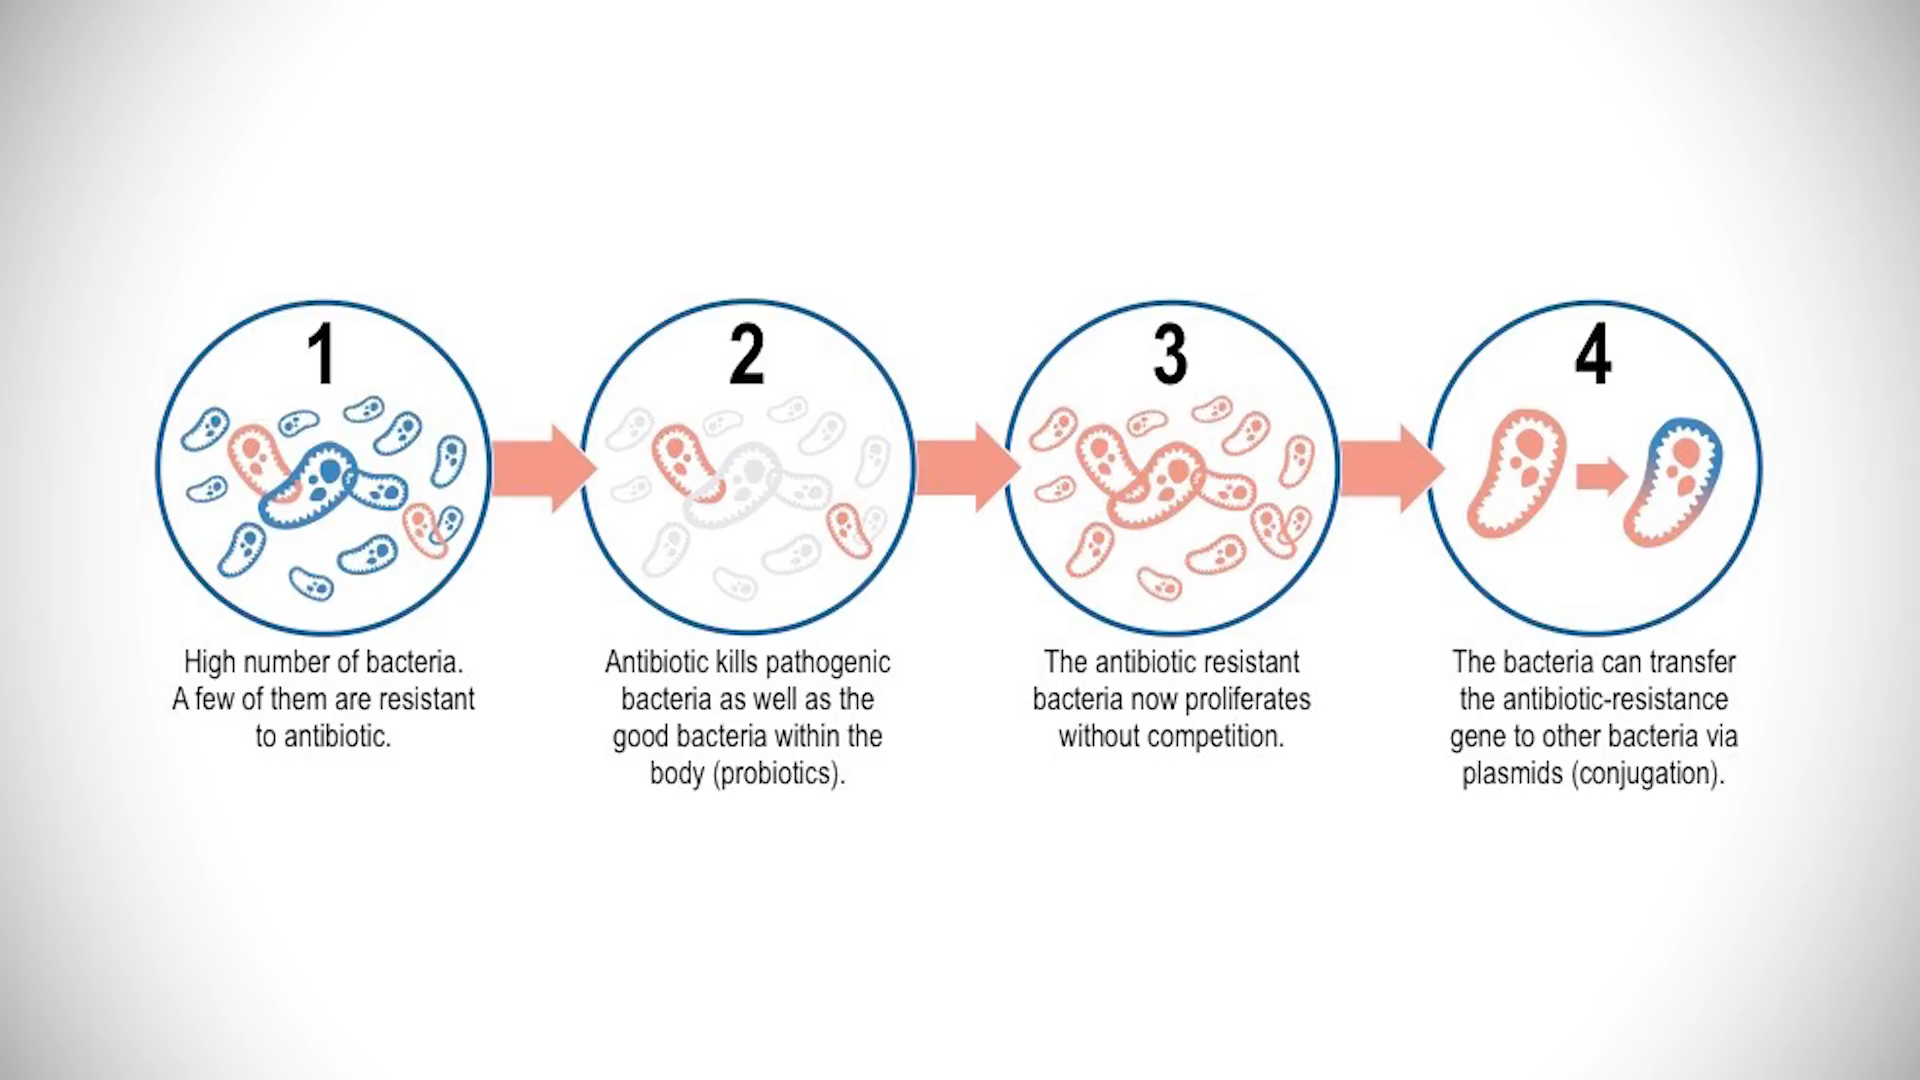 1
High number of bacteria.
A few of them are resistant
to antibiotic.
2
Antibiotic kills pathogenic
bacteria as well as the
good bacteria within the
body (probiotics).
3
The antibiotic resistant
bacteria now proliferates
without competition.
4
The bacteria can transfer
the antibiotic-resistance
gene to other bacteria via
plasmids (conjugation).